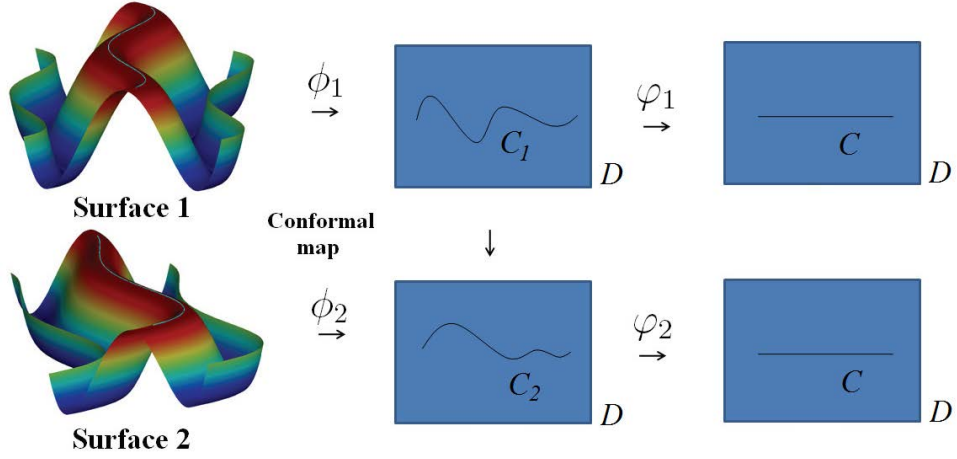 ϕ₁
φ₁
C₁
D
C
D
Surface 1
Conformal
map
ϕ₂
φ₂
C₂
D
C
D
Surface 2